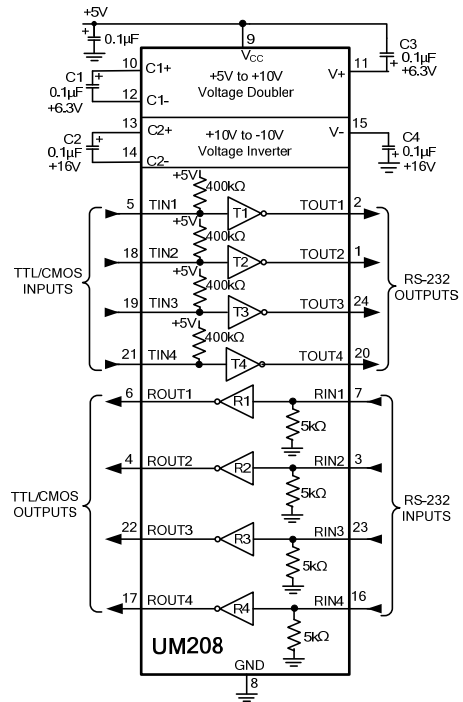 +5V
0.1µF
9
VCC
C3
0.1µF
+6.3V
10
C1+
+5V to +10V
Voltage Doubler
V+
11
C1
0.1µF
+6.3V
12
C1-
13
C2+
+10V to -10V
Voltage Inverter
V-
15
C2
0.1µF
+16V
14
C2-
C4
0.1µF
+16V
+5V
400kΩ
5
TIN1
T1
TOUT1
2
+5V
400kΩ
18
TIN2
T2
TOUT2
1
TTL/CMOS
INPUTS
RS-232
OUTPUTS
+5V
400kΩ
19
TIN3
T3
TOUT3
24
+5V
400kΩ
21
TIN4
T4
TOUT4
20
6
ROUT1
R1
RIN1
7
5kΩ
4
ROUT2
R2
RIN2
3
5kΩ
TTL/CMOS
OUTPUTS
RS-232
INPUTS
22
ROUT3
R3
RIN3
23
5kΩ
17
ROUT4
R4
RIN4
16
5kΩ
UM208
GND
8